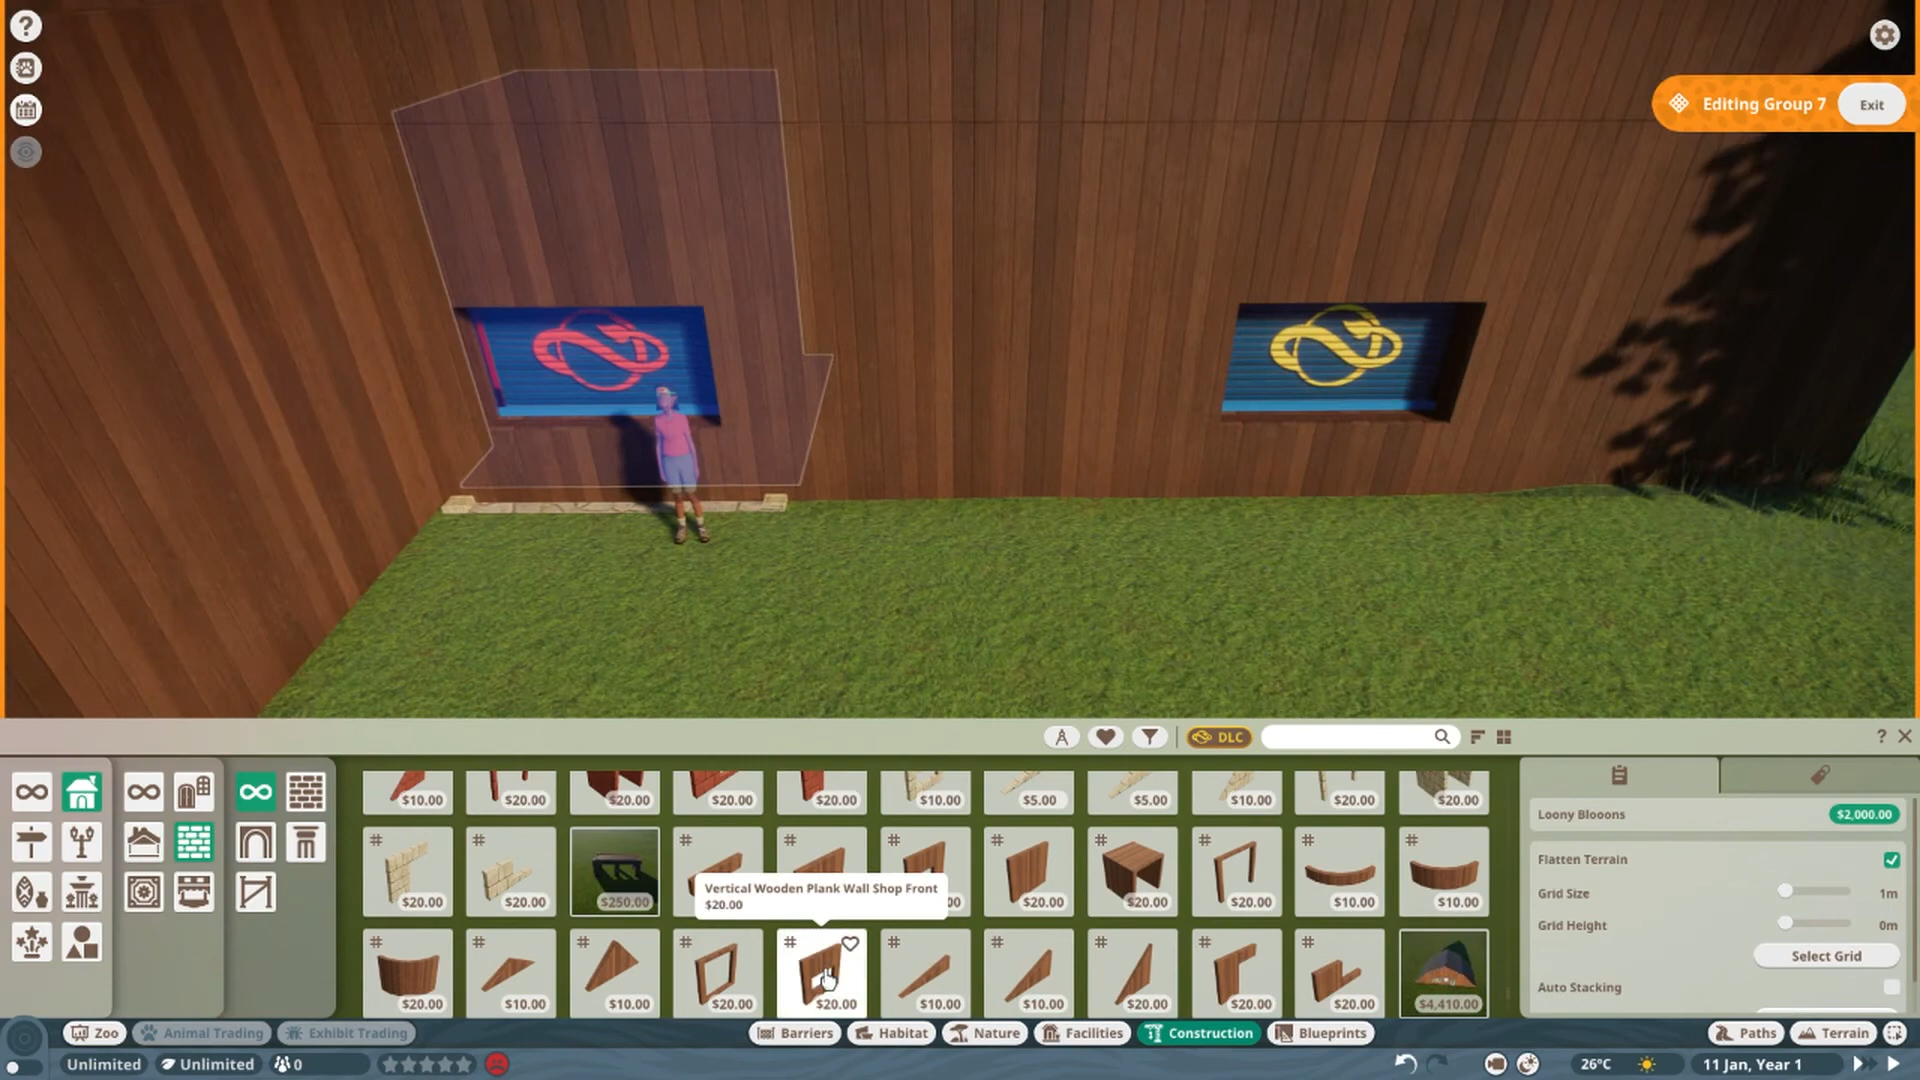 Editing Group 7
Exit
DLC
$10.00
$20.00
$20.00
$20.00
$20.00
$10.00
$5.00
$5.00
$10.00
$20.00
$20.00
$20.00
$20.00
$250.00
$20.00
$20.00
$20.00
$10.00
$10.00
Vertical Wooden Plank Wall Shop Front
$20.00
$20.00
$10.00
$10.00
$20.00
$20.00
$10.00
$10.00
$20.00
$20.00
$20.00
$4,410.00
Loony Blooons
$2,000.00
Flatten Terrain
Grid Size
1m
Grid Height
0m
Select Grid
Auto Stacking
Zoo
Animal Trading
Exhibit Trading
Barriers
Habitat
Nature
Facilities
Construction
Blueprints
Paths
Terrain
Unlimited
Unlimited
0
26°C
11 Jan, Year 1